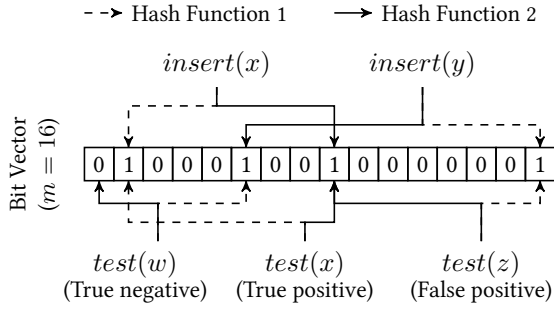 Hash Function 1 Hash Function 2
insert(x) insert(y)
Bit Vector
(m = 16)
0 1 0 0 0 1 0 0 1 0 0 0 0 0 0 1
test(w) test(x) test(z)
(True negative) (True positive) (False positive)